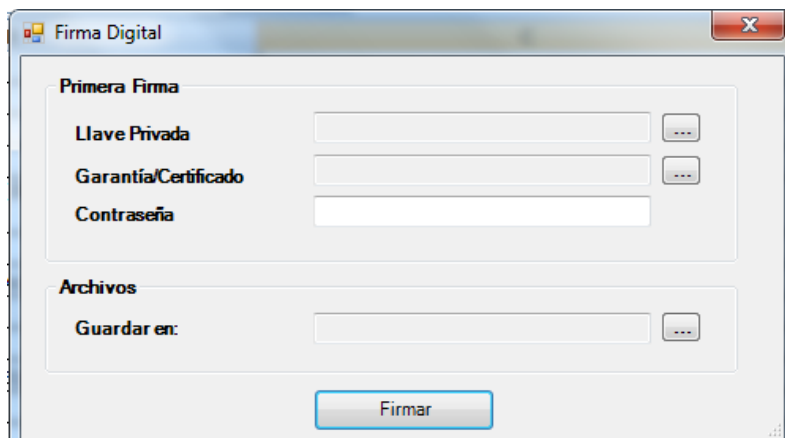 Firma Digital
Primera Firma
Llave Privada
...
Garantía/Certificado
...
Contraseña
Archivos
Guardar en:
...
Firmar